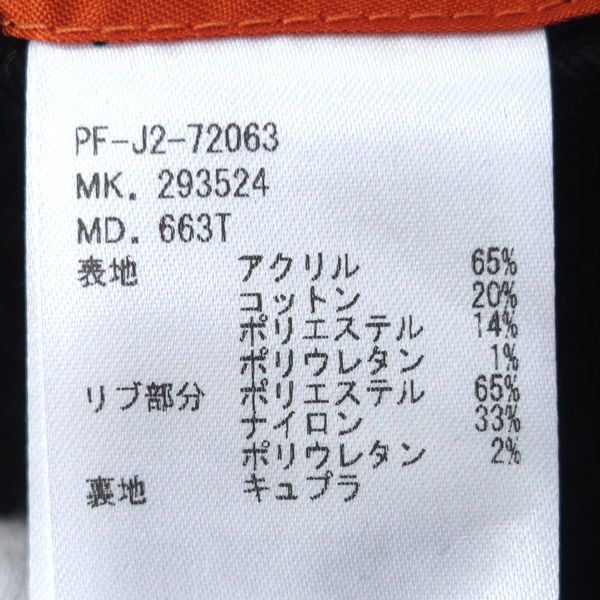 PF-J2-72063
MK. 293524
MD. 663T
表地 アクリル 65%
コットン 20%
ポリエステル 14%
ポリウレタン 1%
リブ部分 ポリエステル 65%
ナイロン 33%
ポリウレタン 2%
裏地 キュプラ